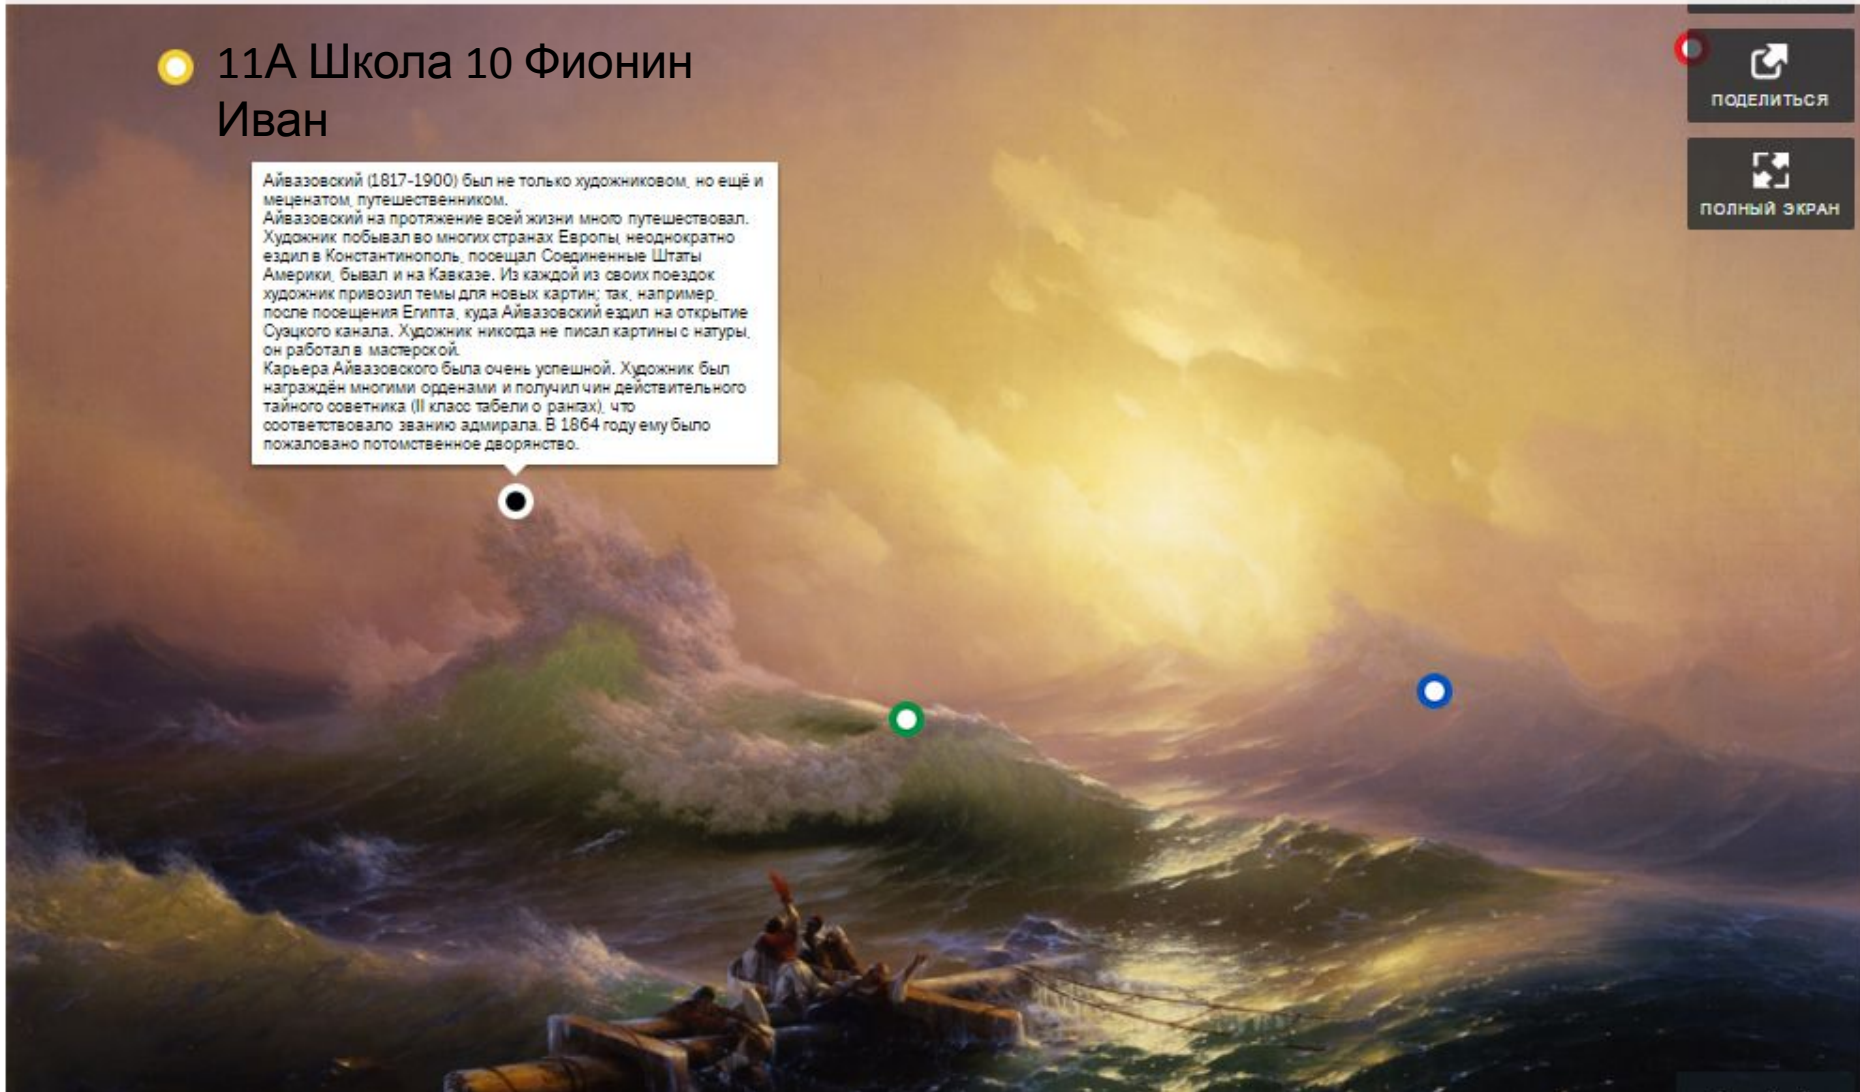 11А Школа 10 Фионин
Иван
ПОДЕЛИТЬСЯ
ПОЛНЫЙ ЭКРАН
Айвазовский (1817-1900) был не только художниковом, но ещё и
меценатом, путешественником.
Айвазовский на протяжение всей жизни много путешествовал.
Художник побывал во многих странах Европы, неоднократно
ездил в Константинополь, посещал Соединенные Штаты
Америки, бывал и на Кавказе. Из каждой из своих поездок
художник привозил темы для новых картин; так, например,
после посещения Египта, куда Айвазовский ездил на открытие
Суэцкого канала. Художник никогда не писал картины с натуры,
он работал в мастерской.
Карьера Айвазовского была очень успешной. Художник был
награждён многими орденами и получил чин действительного
тайного советника (II класс табели о рангах), что
соответствовало званию адмирала. В 1864 году ему было
пожаловано потомственное дворянство.